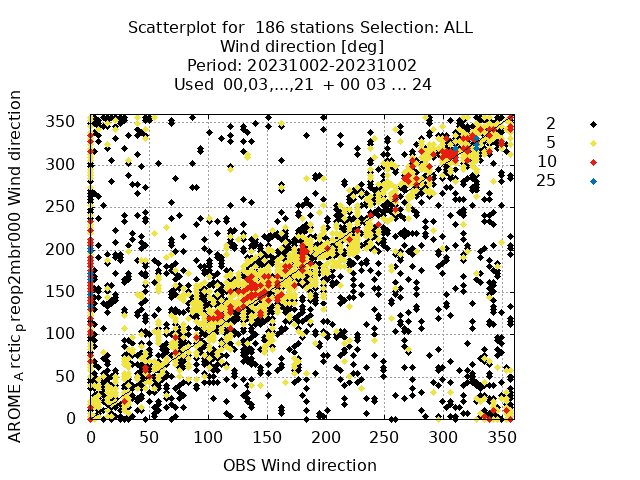 Scatterplot for  186 stations Selection: ALL
Wind direction [deg]
Period: 20231002-20231002
Used  00,03,...,21  + 00 03 ... 24
AROME_Arctic_preop2mbr000 Wind direction
350
300
250
200
150
100
50
0
0 50 100 150 200 250 300 350
OBS Wind direction
2
5
10
25